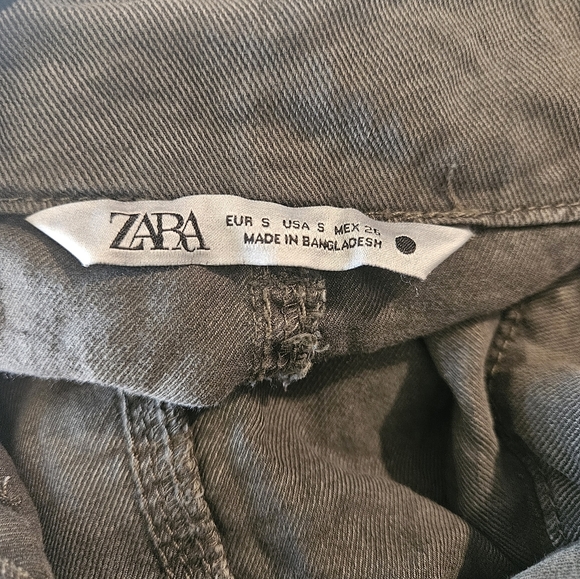 ZARA
EUR S USA S MEX 26
MADE IN BANGLADESH